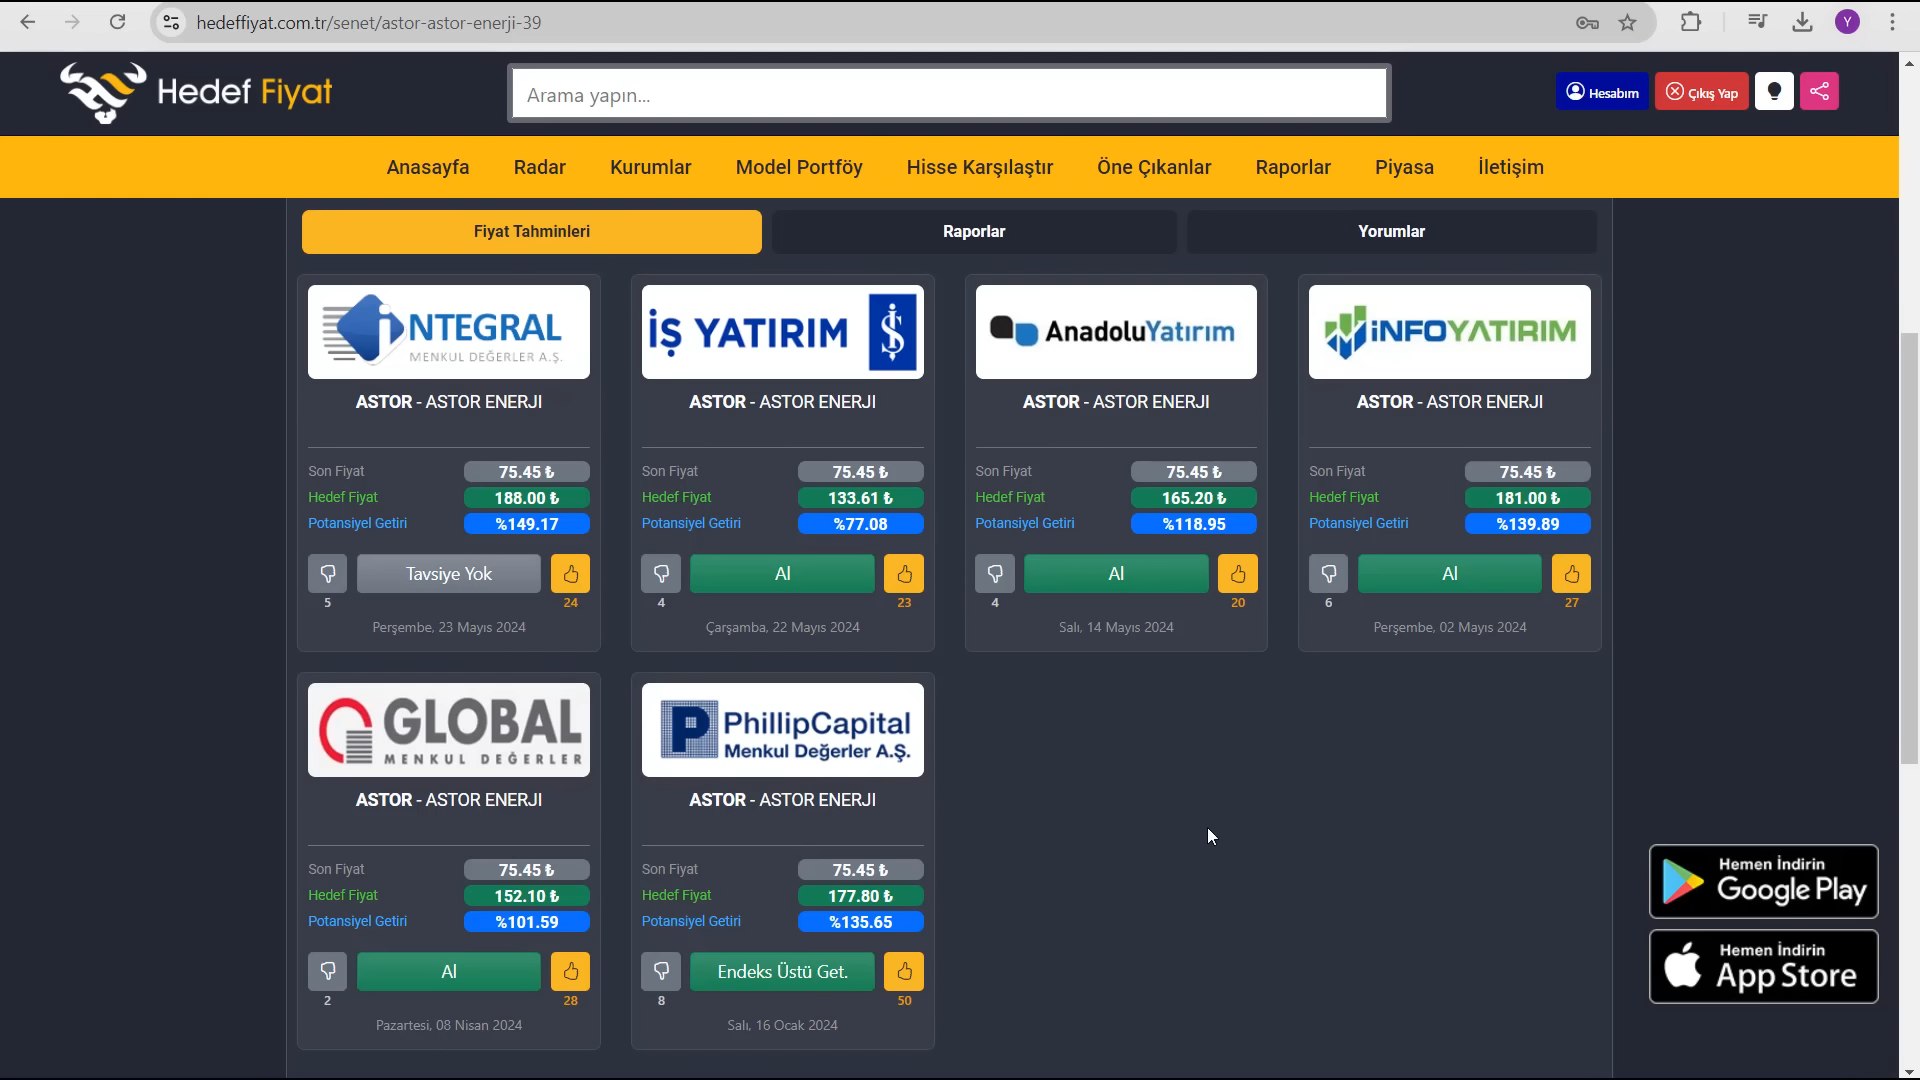 hedeffiyat.com.tr/senet/astor-astor-enerji-39
Y
Hedef Fiyat
Arama yapın...
Hesabım
Çıkış Yap
Anasayfa Radar Kurumlar Model Portföy Hisse Karşılaştır Öne Çıkanlar Raporlar Piyasa İletişim
Fiyat Tahminleri
Raporlar
Yorumlar
iNTEGRAL
MENKUL DEĞERLER A.Ş.
ASTOR - ASTOR ENERJI
Son Fiyat 75.45 ₺
Hedef Fiyat 188.00 ₺
Potansiyel Getiri %149.17
Tavsiye Yok
5 24
Perşembe, 23 Mayıs 2024
İŞ YATIRIM
ASTOR - ASTOR ENERJI
Son Fiyat 75.45 ₺
Hedef Fiyat 133.61 ₺
Potansiyel Getiri %77.08
Al
4 23
Çarşamba, 22 Mayıs 2024
AnadoluYatırım
ASTOR - ASTOR ENERJI
Son Fiyat 75.45 ₺
Hedef Fiyat 165.20 ₺
Potansiyel Getiri %118.95
Al
4 20
Salı, 14 Mayıs 2024
iNFOYATIRIM
ASTOR - ASTOR ENERJI
Son Fiyat 75.45 ₺
Hedef Fiyat 181.00 ₺
Potansiyel Getiri %139.89
Al
6 27
Perşembe, 02 Mayıs 2024
GLOBAL
MENKUL DEĞERLER
ASTOR - ASTOR ENERJI
Son Fiyat 75.45 ₺
Hedef Fiyat 152.10 ₺
Potansiyel Getiri %101.59
Al
2 28
Pazartesi, 08 Nisan 2024
P PhillipCapital
Menkul Değerler A.Ş.
ASTOR - ASTOR ENERJI
Son Fiyat 75.45 ₺
Hedef Fiyat 177.80 ₺
Potansiyel Getiri %135.65
Endeks Üstü Get.
8 50
Salı, 16 Ocak 2024
Hemen İndirin
Google Play
Hemen İndirin
App Store